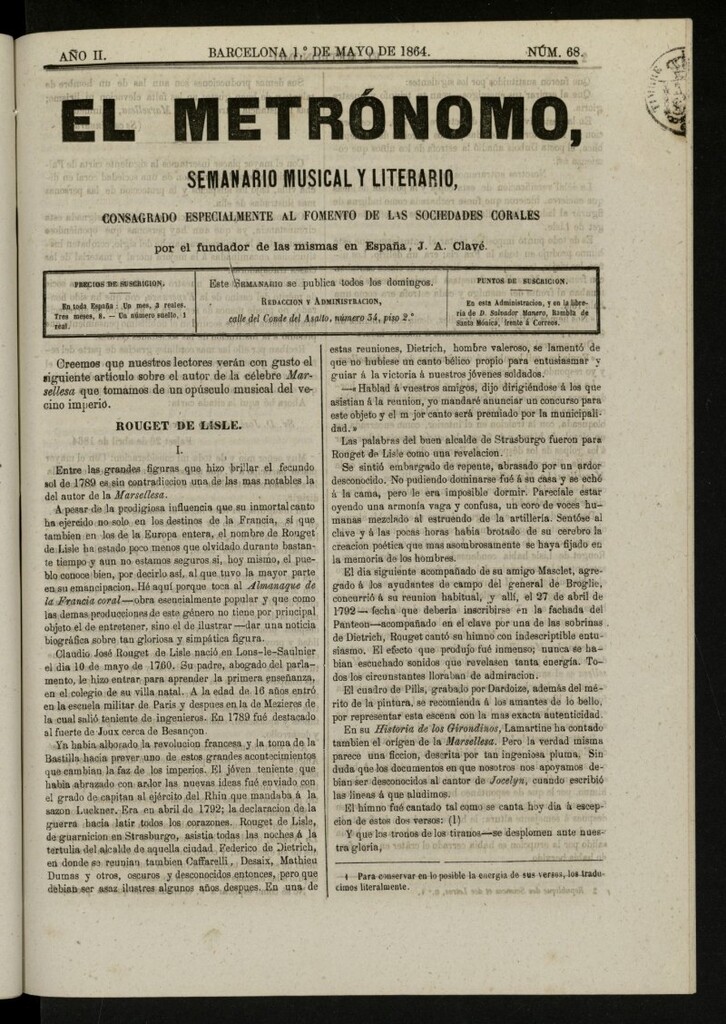 AÑO II.
BARCELONA 1.º DE MAYO DE 1864.
NÚM. 68.
EL METRÓNOMO,
SEMANARIO MUSICAL Y LITERARIO,
CONSAGRADO ESPECIALMENTE AL FOMENTO DE LAS SOCIEDADES CORALES
por el fundador de las mismas en España, J. A. Clavé.
PRECIOS DE SUSCRICION.
En toda España: Un mes, 3 reales.
Tres meses, 8. — Un número suelto, 1
real.
Este SEMANARIO se publica todos los domingos.
REDACCION Y ADMINISTRACION,
calle del Conde del Asalto, número 34, piso 2.º
PUNTOS DE SUSCRICION.
En esta Administracion, y en la libre-
ría de D. Salvador Manero, Rambla de
Santa Mónica, frente á Correos.
Creemos que nuestros lectores verán con gusto el
siguiente artículo sobre el autor de la célebre Mar-
sellesa que tomamos de un opúsculo musical del ve-
cino imperio.
ROUGET DE LISLE.
I.
Entre las grandes figuras que hizo brillar el fecundo
sol de 1789 es sin contradiccion una de las mas notables la
del autor de la Marsellesa.
A pesar de la prodigiosa influencia que su inmortal canto
ha ejercido no solo en los destinos de la Francia, sí que
tambien en los de la Europa entera, el nombre de Rouget
de Lisle ha estado poco menos que olvidado durante bastan-
te tiempo y aun no estamos seguros si, hoy mismo, el pue-
blo conoce bien, por decirlo así, al que tuvo la mayor parte
en su emancipacion. Hé aquí porque toca al Almanaque de
la Francia coral—obra esencialmente popular y que como
las demas producciones de este género no tiene por principal
objeto el de entretener, sino el de ilustrar—dar una noticia
biográfica sobre tan gloriosa y simpática figura.
Claudio José Rouget de Lisle nació en Lons-le-Saulnier
el dia 10 de mayo de 1760. Su padre, abogado del parla-
mento, le hizo entrar para aprender la primera enseñanza,
en el colegio de su villa natal. A la edad de 16 años entró
en la escuela militar de Paris y despues en la de Mezieres de
la cual salió teniente de ingenieros. En 1789 fué destacado
al fuerte de Joux cerca de Besançon.
Ya habia alborado la revolucion francesa y la toma de la
Bastilla hacia prever uno de estos grandes acontecimientos
que cambian la faz de los imperios. El jóven teniente que
habia abrazado con ardor las nuevas ideas fué enviado con
el grado de capitan al ejército del Rhin que mandaba á la
sazon Luckner. Era en abril de 1792; la declaracion de la
guerra hacia latir todos los corazones. Rouget de Lisle,
de guarnicion en Strasburgo, asistia todas las noches á la
tertulia del alcalde de aquella ciudad Federico de Dietrich,
en donde se reunian tambien Caffarelli, Desaix, Mathieu
Dumas y otros, oscuros y desconocidos entonces, pero que
debian ser asaz ilustres algunos años despues. En una de
estas reuniones, Dietrich, hombre valeroso, se lamentó de
que no hubiese un canto bélico propio para entusiasmar y
guiar á la victoria á nuestros jóvenes soldados.
—«Hablad á vuestros amigos, dijo dirigiéndose á los que
asistian á la reunion, yo mandaré anunciar un concurso para
este objeto y el m jor canto será premiado por la municipali-
dad.»
Las palabras del buen alcalde de Strasburgo fueron para
Rouget de Lisle como una revelacion.
Se sintió embargado de repente, abrasado por un ardor
desconocido. No pudiendo dominarse fué á su casa y se echó
á la cama, pero le era imposible dormir. Parecíale estar
oyendo una armonía vaga y confusa, un coro de voces hu-
manas mezclado al estruendo de la artillería. Sentóse al
clave y á las pocas horas habia brotado de su cerebro la
creacion poética que mas asombrosamente se haya fijado en
la memoria de los hombres.
El dia siguiente acompañado de su amigo Masclet, agre-
gado á los ayudantes de campo del general de Broglie,
concurrió á su reunion habitual, y allí, el 27 de abril de
1792—fecha que deberia inscribirse en la fachada del
Panteon—acompañado en el clave por una de las sobrinas
de Dietrich, Rouget cantó su himno con indescriptible entu-
siasmo. El efecto que produjo fué inmenso; nunca se ha-
bian escuchado sonidos que revelasen tanta energía. To-
dos los circunstantes lloraban de admiracion.
El cuadro de Pills, grabado por Dardoize, además del mé-
rito de la pintura, se recomienda á los amantes de lo bello,
por representar esta escena con la mas exacta autenticidad.
En su Historia de los Girondinos, Lamartine ha contado
tambien el origen de la Marsellesa. Pero la verdad misma
parece una ficcion, descrita por tan ingeniosa pluma. Sin
duda que los documentos en que nosotros nos apoyamos de-
bian ser desconocidos al cantor de Jocelyn, cuando escribió
las líneas á que aludimos.
El himno fué cantado tal como se canta hoy dia á escep-
cion de estos dos versos: (1)
Y que los tronos de los tiranos—se desplomen ante nues-
tra gloria,
1 Para conservar en lo posible la energía de sus versos, los tradu-
cimos literalmente.